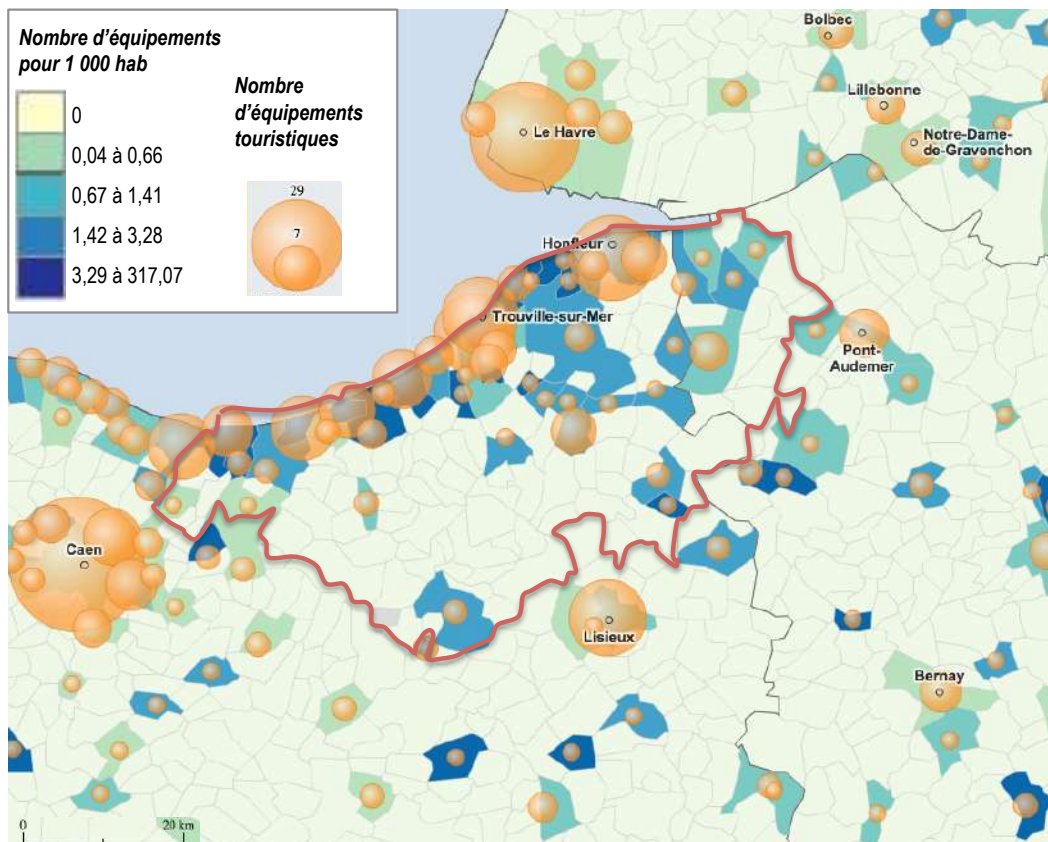 Nombre d'équipements
pour 1 000 hab
0
0,04 à 0,66
0,67 à 1,41
1,42 à 3,28
3,29 à 317,07
Nombre
d'équipements
touristiques
29
7
Bolbec
Lillebonne
Le Havre
Notre-Dame-
de-Gravenchon
Honfleur
Trouville-sur-Mer
Pont-
Audemer
Caen
Lisieux
Bernay
0
20 km